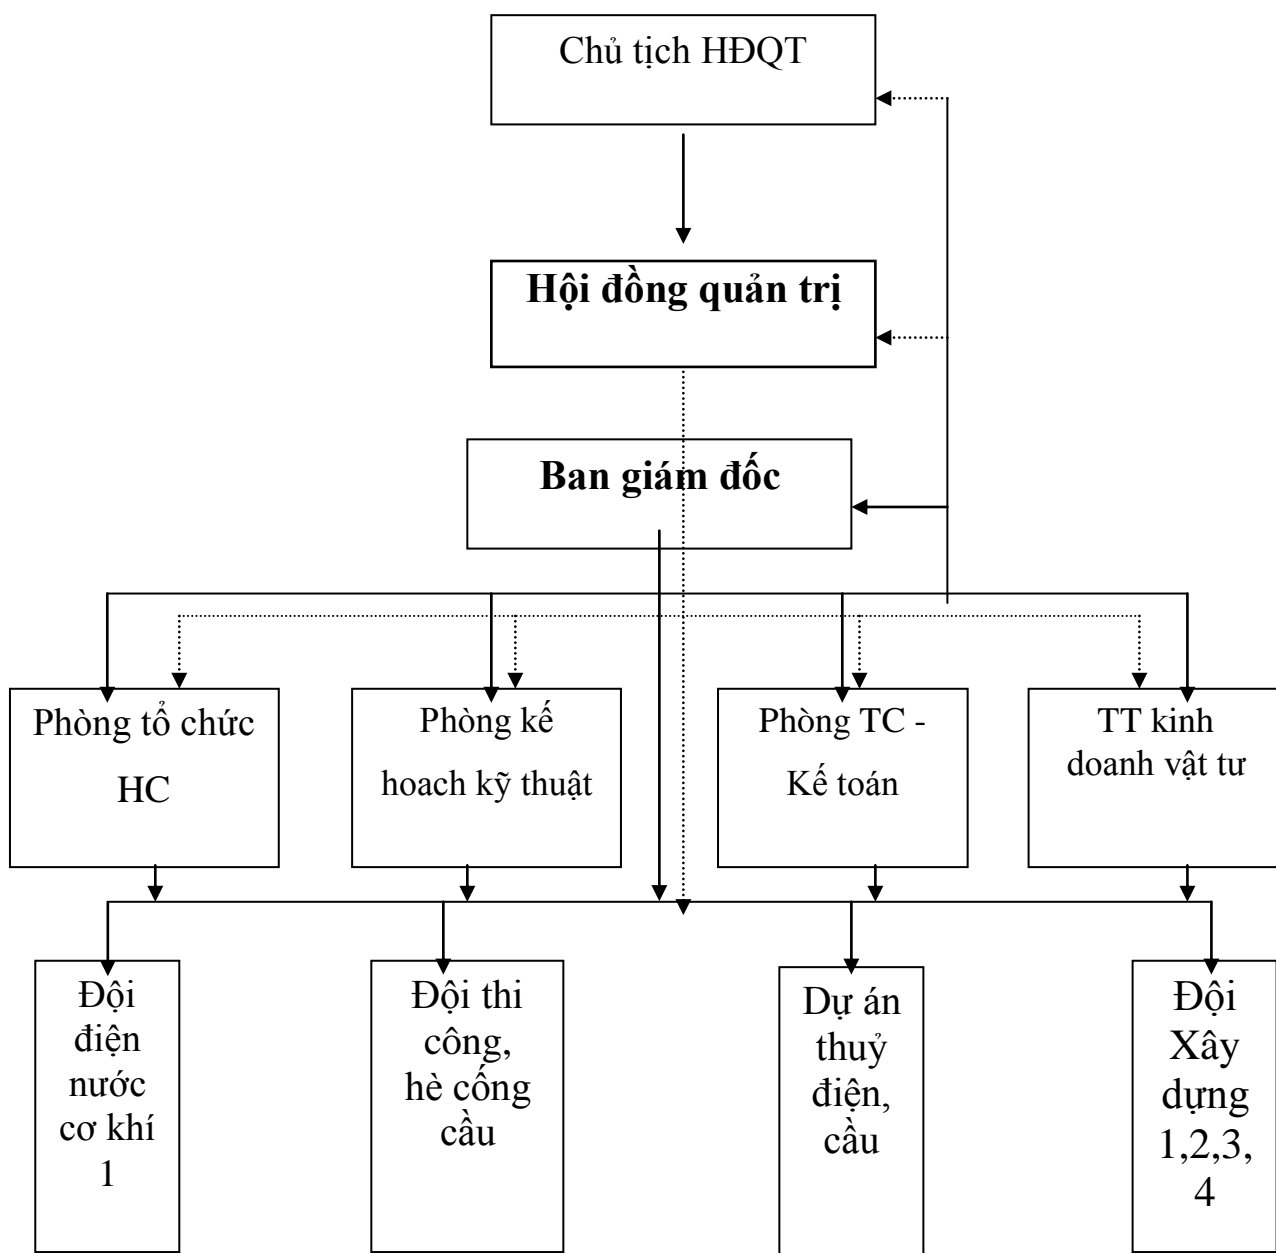 Chủ tịch HĐQT
Hội đồng quản trị
Ban giám đốc
Phòng tổ chức
HC
Phòng kế
hoach kỹ thuật
Phòng TC -
Kế toán
TT kinh
doanh vật tư
Đội
điện
nước
cơ khí
1
Đội thi
công,
hè cống
cầu
Dự án
thuỷ
điện,
cầu
Đội
Xây
dựng
1,2,3,
4